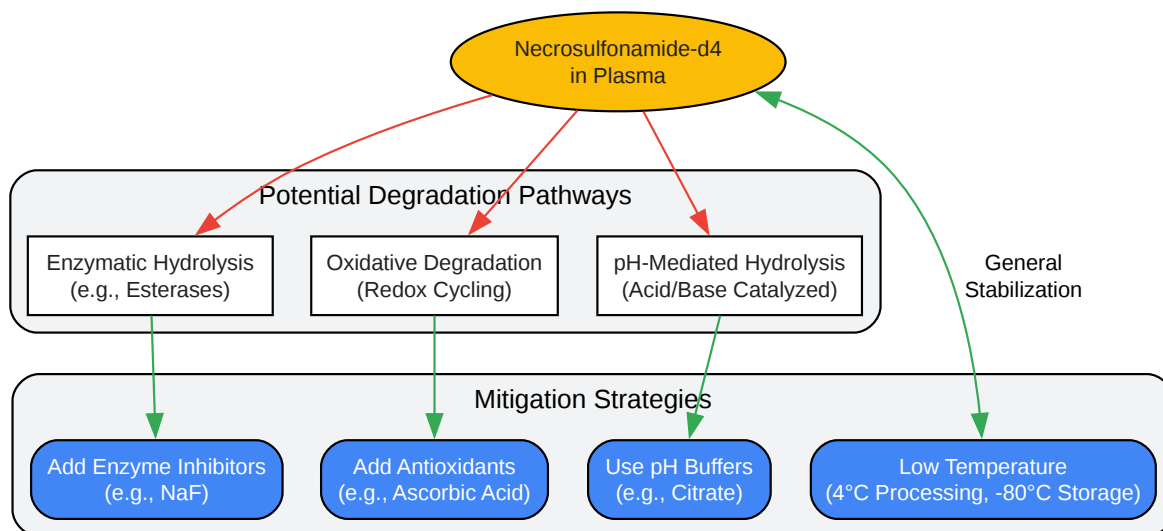 Necrosulfonamide-d4
in Plasma
Potential Degradation Pathways
Enzymatic Hydrolysis
(e.g., Esterases)
Oxidative Degradation
(Redox Cycling)
pH-Mediated Hydrolysis
(Acid/Base Catalyzed)
General
Stabilization
Mitigation Strategies
Add Enzyme Inhibitors
(e.g., NaF)
Add Antioxidants
(e.g., Ascorbic Acid)
Use pH Buffers
(e.g., Citrate)
Low Temperature
(4°C Processing, -80°C Storage)